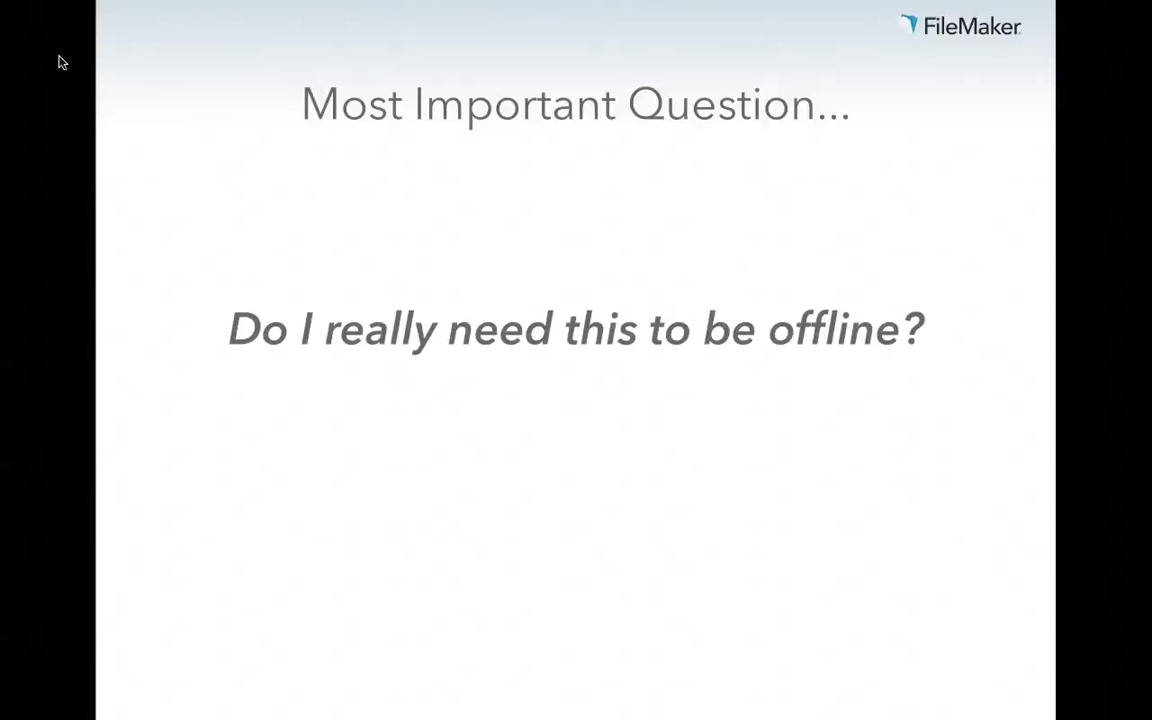 FileMaker
Most Important Question...
Do I really need this to be offline?